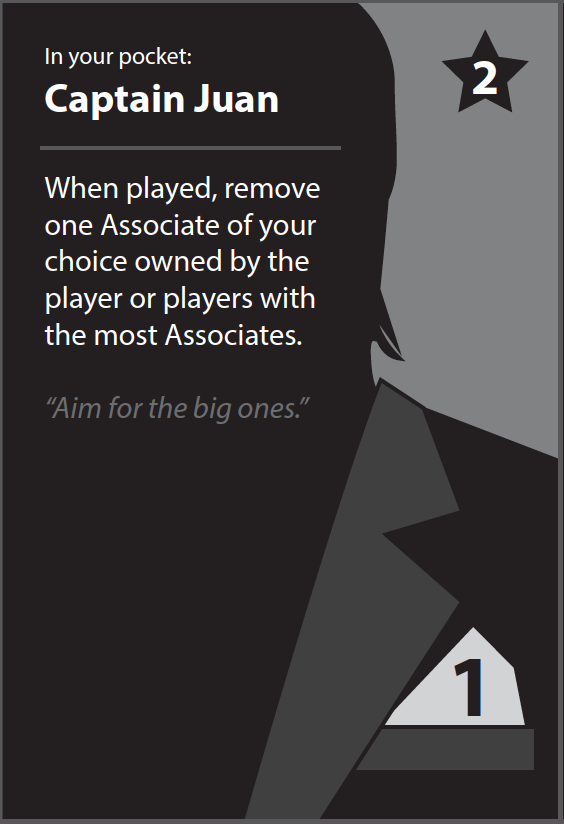 In your pocket:
2
Captain Juan
When played, remove
one Associate of your
choice owned by the
player or players with
the most Associates.
“Aim for the big ones.”
1